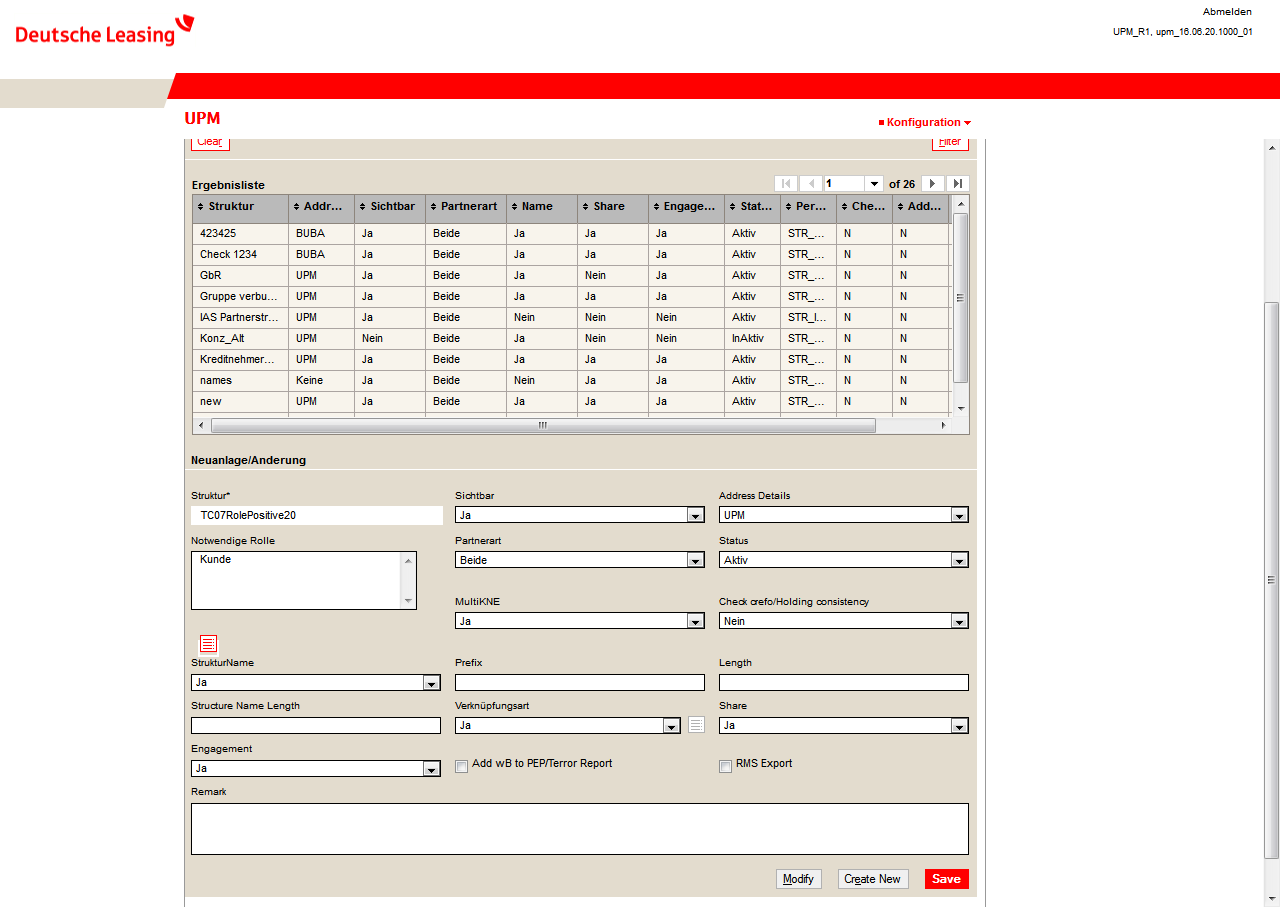 Abmelden
Deutsche Leasing
UPM_R1, upm_16.06.20.1000_01
UPM
Konfiguration
Clear
Filter
Ergebnisliste
1 of 26
Struktur Addr... Sichtbar Partnerart Name Share Engage... Stat... Per... Che... Add...
423425 BUBA Ja Beide Ja Ja Ja Aktiv STR_... N N
Check 1234 BUBA Ja Beide Ja Ja Ja Aktiv STR_... N N
GbR UPM Ja Beide Ja Nein Ja Aktiv STR_... N N
Gruppe verbu... UPM Ja Beide Ja Ja Ja Aktiv STR_... N N
IAS Partnerstr... UPM Ja Beide Nein Nein Nein Aktiv STR_I... N N
Konz_Alt UPM Nein Beide Ja Nein Nein InAktiv STR_... N N
Kreditnehmer... UPM Ja Beide Ja Ja Ja Aktiv STR_... N N
names Keine Ja Beide Nein Ja Ja Aktiv STR_... N N
new UPM Ja Beide Ja Ja Ja Aktiv STR_... N N
Neuanlage/Anderung
Struktur* Sichtbar Address Details
TC07RolePositive20 Ja UPM
Notwendige Rolle Partnerart Status
Kunde Beide Aktiv
MultiKNE Check crefo/Holding consistency
Ja Nein
StrukturName Prefix Length
Ja
Structure Name Length Verknüpfungsart Share
Ja Ja
Engagement
Ja Add wB to PEP/Terror Report RMS Export
Remark
Modify Create New Save